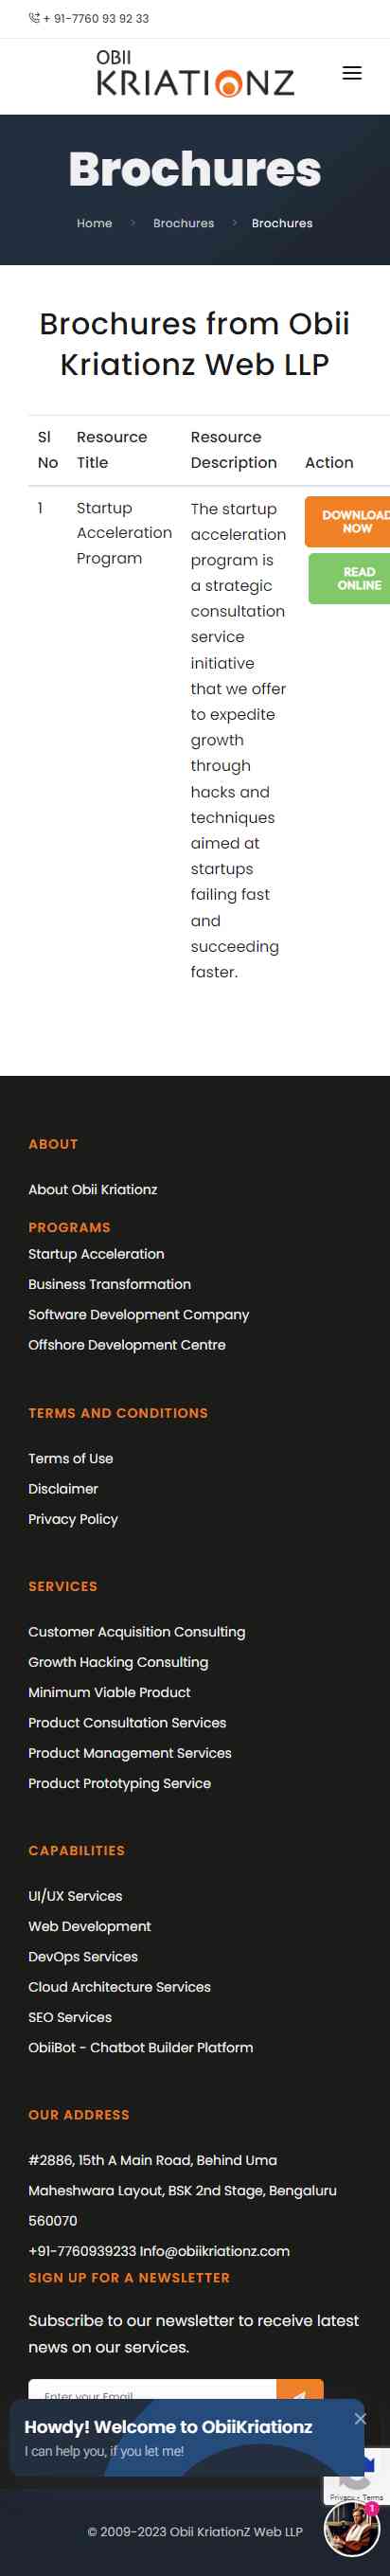 + 91-7760 93 92 33
OBII
KRIATIONZ
Brochures
Home > Brochures > Brochures
Brochures from Obii
Kriationz Web LLP
Sl No Resource Title Resource Description Action
1 Startup Acceleration Program
The startup
acceleration
program is
a strategic
consultation
service
initiative
that we offer
to expedite
growth
through
hacks and
techniques
aimed at
startups
failing fast
and
succeeding
faster.
DOWNLOAD
NOW
READ
ONLINE
ABOUT
About Obii Kriationz
PROGRAMS
Startup Acceleration
Business Transformation
Software Development Company
Offshore Development Centre
TERMS AND CONDITIONS
Terms of Use
Disclaimer
Privacy Policy
SERVICES
Customer Acquisition Consulting
Growth Hacking Consulting
Minimum Viable Product
Product Consultation Services
Product Management Services
Product Prototyping Service
CAPABILITIES
UI/UX Services
Web Development
DevOps Services
Cloud Architecture Services
SEO Services
ObiiBot - Chatbot Builder Platform
OUR ADDRESS
#2886, 15th A Main Road, Behind Uma
Maheshwara Layout, BSK 2nd Stage, Bengaluru
560070
+91-7760939233 Info@obiikriationz.com
SIGN UP FOR A NEWSLETTER
Subscribe to our newsletter to receive latest
news on our services.
Enter your Email
Howdy! Welcome to ObiiKriationz
I can help you, if you let me!
Privacy - Terms
1
© 2009-2023 Obii KriationZ Web LLP